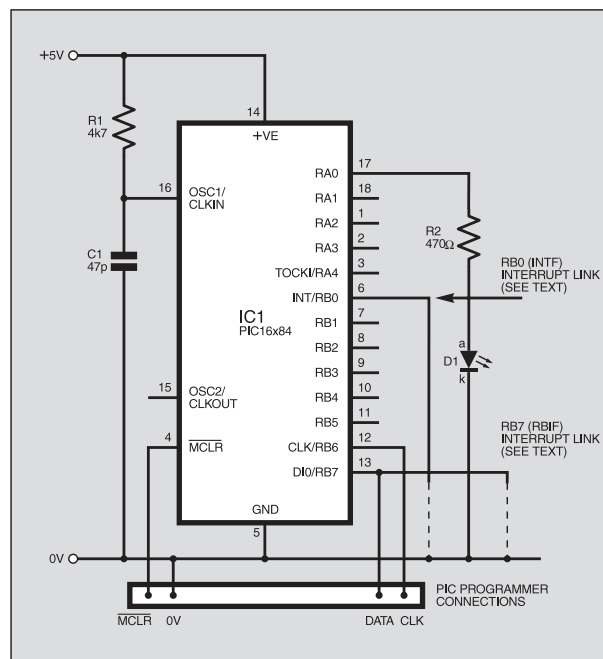 +5V
R1
4k7
14
+VE
17
RA0
16
OSC1/
CLKIN
18
RA1
R2
470Ω
1
RA2
C1
47p
2
RA3
3
TOCKI/RA4
RB0 (INTF)
INTERRUPT LINK
(SEE TEXT)
6
INT/RB0
IC1
PIC16x84
7
RB1
8
RB2
a
D1
k
9
RB3
15
OSC2/
CLKOUT
10
RB4
11
RB5
RB7 (RBIF)
INTERRUPT LINK
(SEE TEXT)
4
MCLR
12
CLK/RB6
13
DI0/RB7
GND
5
0V
PIC PROGRAMMER
CONNECTIONS
MCLR 0V DATA CLK